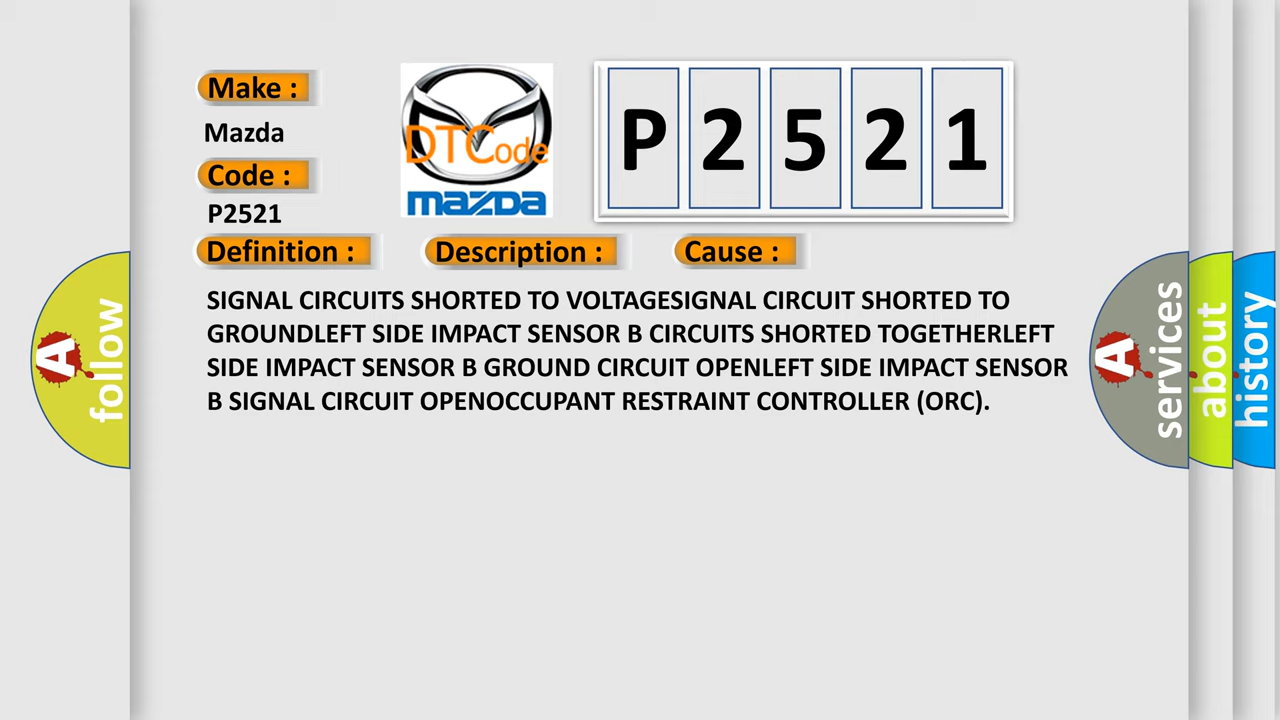 Make :
Mazda
Code :
P2521
DTCode
mazda
P 2 5 2 1
Definition :
Description :
Cause :
SIGNAL CIRCUITS SHORTED TO VOLTAGESIGNAL CIRCUIT SHORTED TO
GROUNDLEFT SIDE IMPACT SENSOR B CIRCUITS SHORTED TOGETHERLEFT
SIDE IMPACT SENSOR B GROUND CIRCUIT OPENLEFT SIDE IMPACT SENSOR
B SIGNAL CIRCUIT OPENOCCUPANT RESTRAINT CONTROLLER (ORC).
A
follow
A
services
about
history